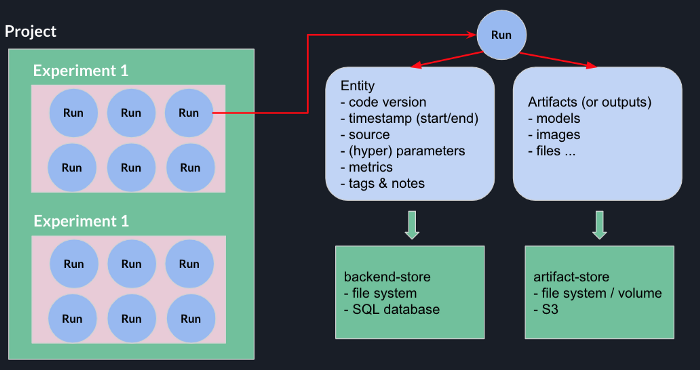 Project
Experiment 1
Run Run Run
Run Run Run
Experiment 1
Run Run Run
Run Run Run
Run
Entity
- code version
- timestamp (start/end)
- source
- (hyper) parameters
- metrics
- tags & notes
Artifacts (or outputs)
- models
- images
- files ...
backend-store
- file system
- SQL database
artifact-store
- file system / volume
- S3